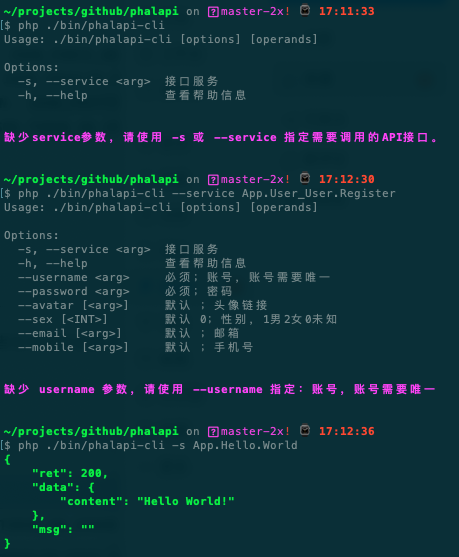 ~/projects/github/phalapi on ?master-2x! 17:11:33
[$ php ./bin/phalapi-cli
Usage: ./bin/phalapi-cli [options] [operands]
Options:
-s, --service <arg> 接口服务
-h, --help 查看帮助信息
缺少service参数，请使用 -s 或 --service 指定需要调用的API接口。
~/projects/github/phalapi on ?master-2x! 17:12:30
[$ php ./bin/phalapi-cli --service App.User_User.Register
Usage: ./bin/phalapi-cli [options] [operands]
Options:
-s, --service <arg> 接口服务
-h, --help 查看帮助信息
--username <arg> 必须；账号，账号需要唯一
--password <arg> 必须；密码
--avatar [<arg>] 默认 ；头像链接
--sex [<INT>] 默认 0；性别，1男2女0未知
--email [<arg>] 默认 ；邮箱
--mobile [<arg>] 默认 ；手机号
缺少 username 参数，请使用 --username 指定：账号，账号需要唯一
~/projects/github/phalapi on ?master-2x! 17:12:36
[$ php ./bin/phalapi-cli -s App.Hello.World
{
"ret": 200,
"data": {
"content": "Hello World!"
},
"msg": ""
}